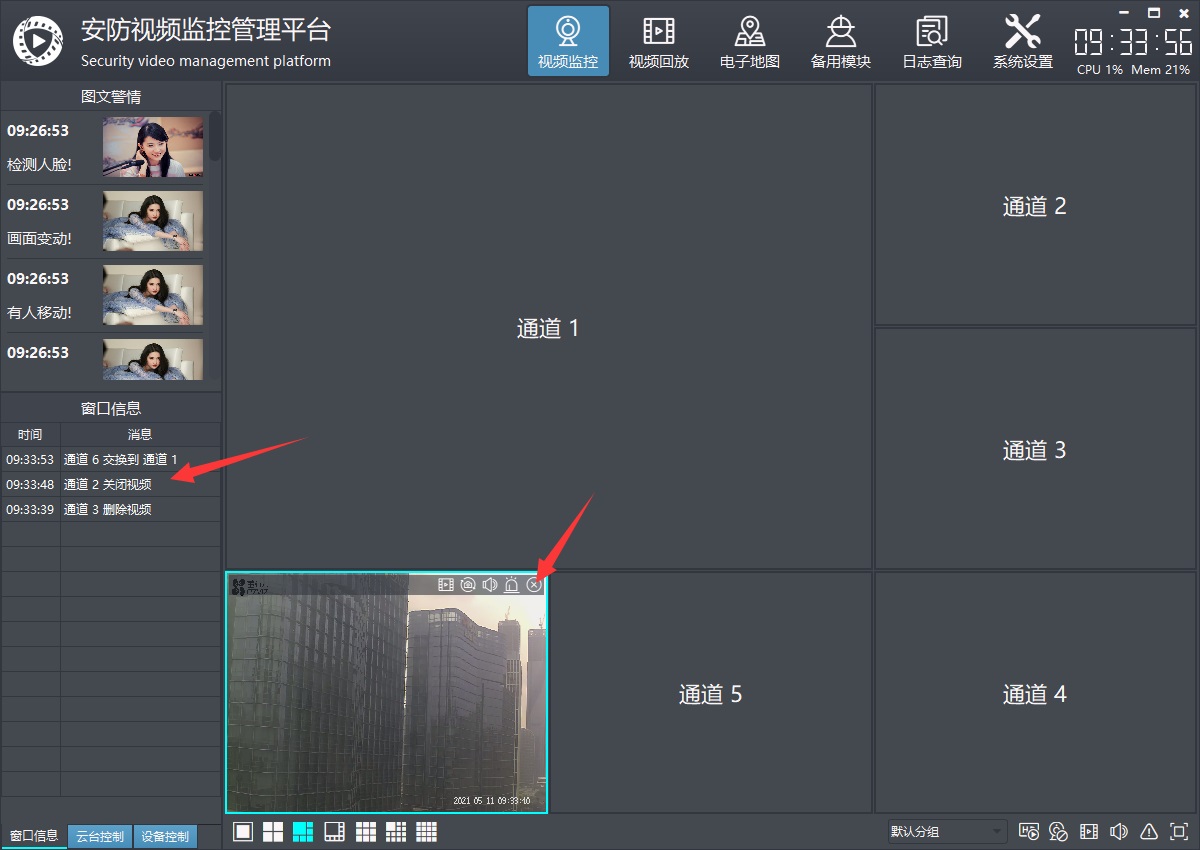 安防视频监控管理平台
Security video management platform
视频监控
视频回放
电子地图
备用模块
日志查询
系统设置
09:33:56
CPU 1% Mem 21%
图文警情
09:26:53
检测人脸!
09:26:53
画面变动!
09:26:53
有人移动!
09:26:53
窗口信息
时间 消息
09:33:53 通道 6 交换到 通道 1
09:33:48 通道 2 关闭视频
09:33:39 通道 3 删除视频
通道 1
通道 2
通道 3
通道 5
通道 4
2021 05 11 09:33:40
窗口信息
云台控制
设备控制
默认分组